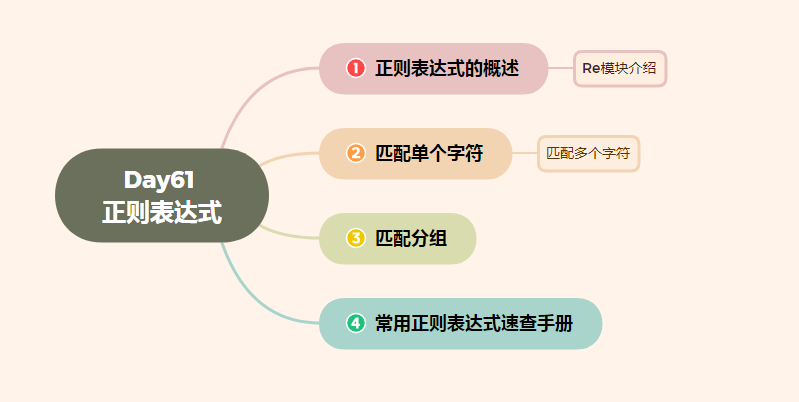 Day61
正则表达式
1 正则表达式的概述
Re模块介绍
2 匹配单个字符
匹配多个字符
3 匹配分组
4 常用正则表达式速查手册